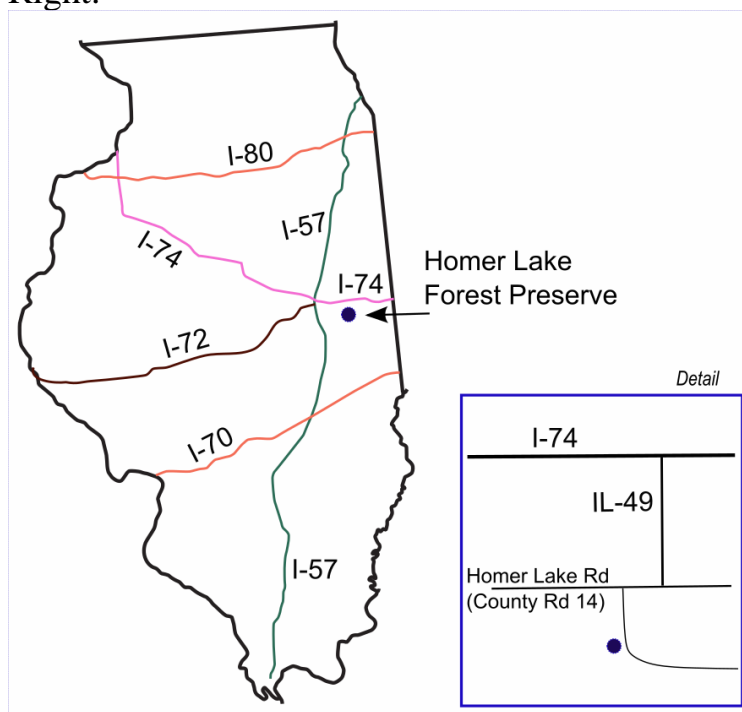 Right.
I-80
I-57
I-74
I-74
Homer Lake
Forest Preserve
I-72
Detail
I-70
I-74
IL-49
I-57
Homer Lake Rd
(County Rd 14)